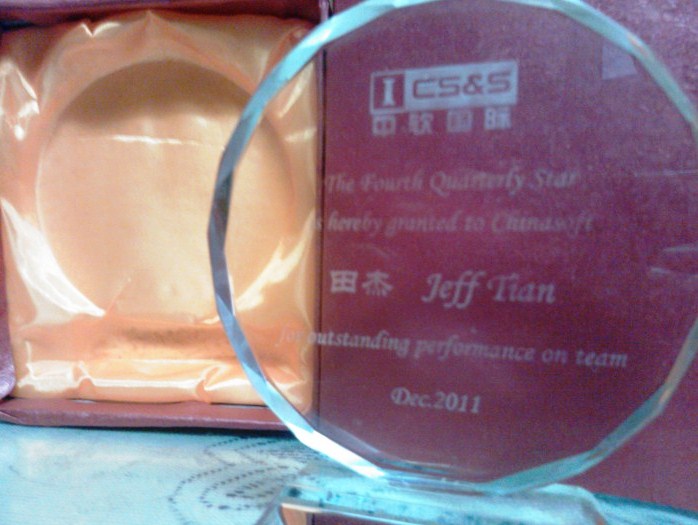 CS&S
中软国际
The Fourth Quarterly Star
is hereby granted to Chinasoft
田杰 Jeff Tian
for outstanding performance on team
Dec.2011